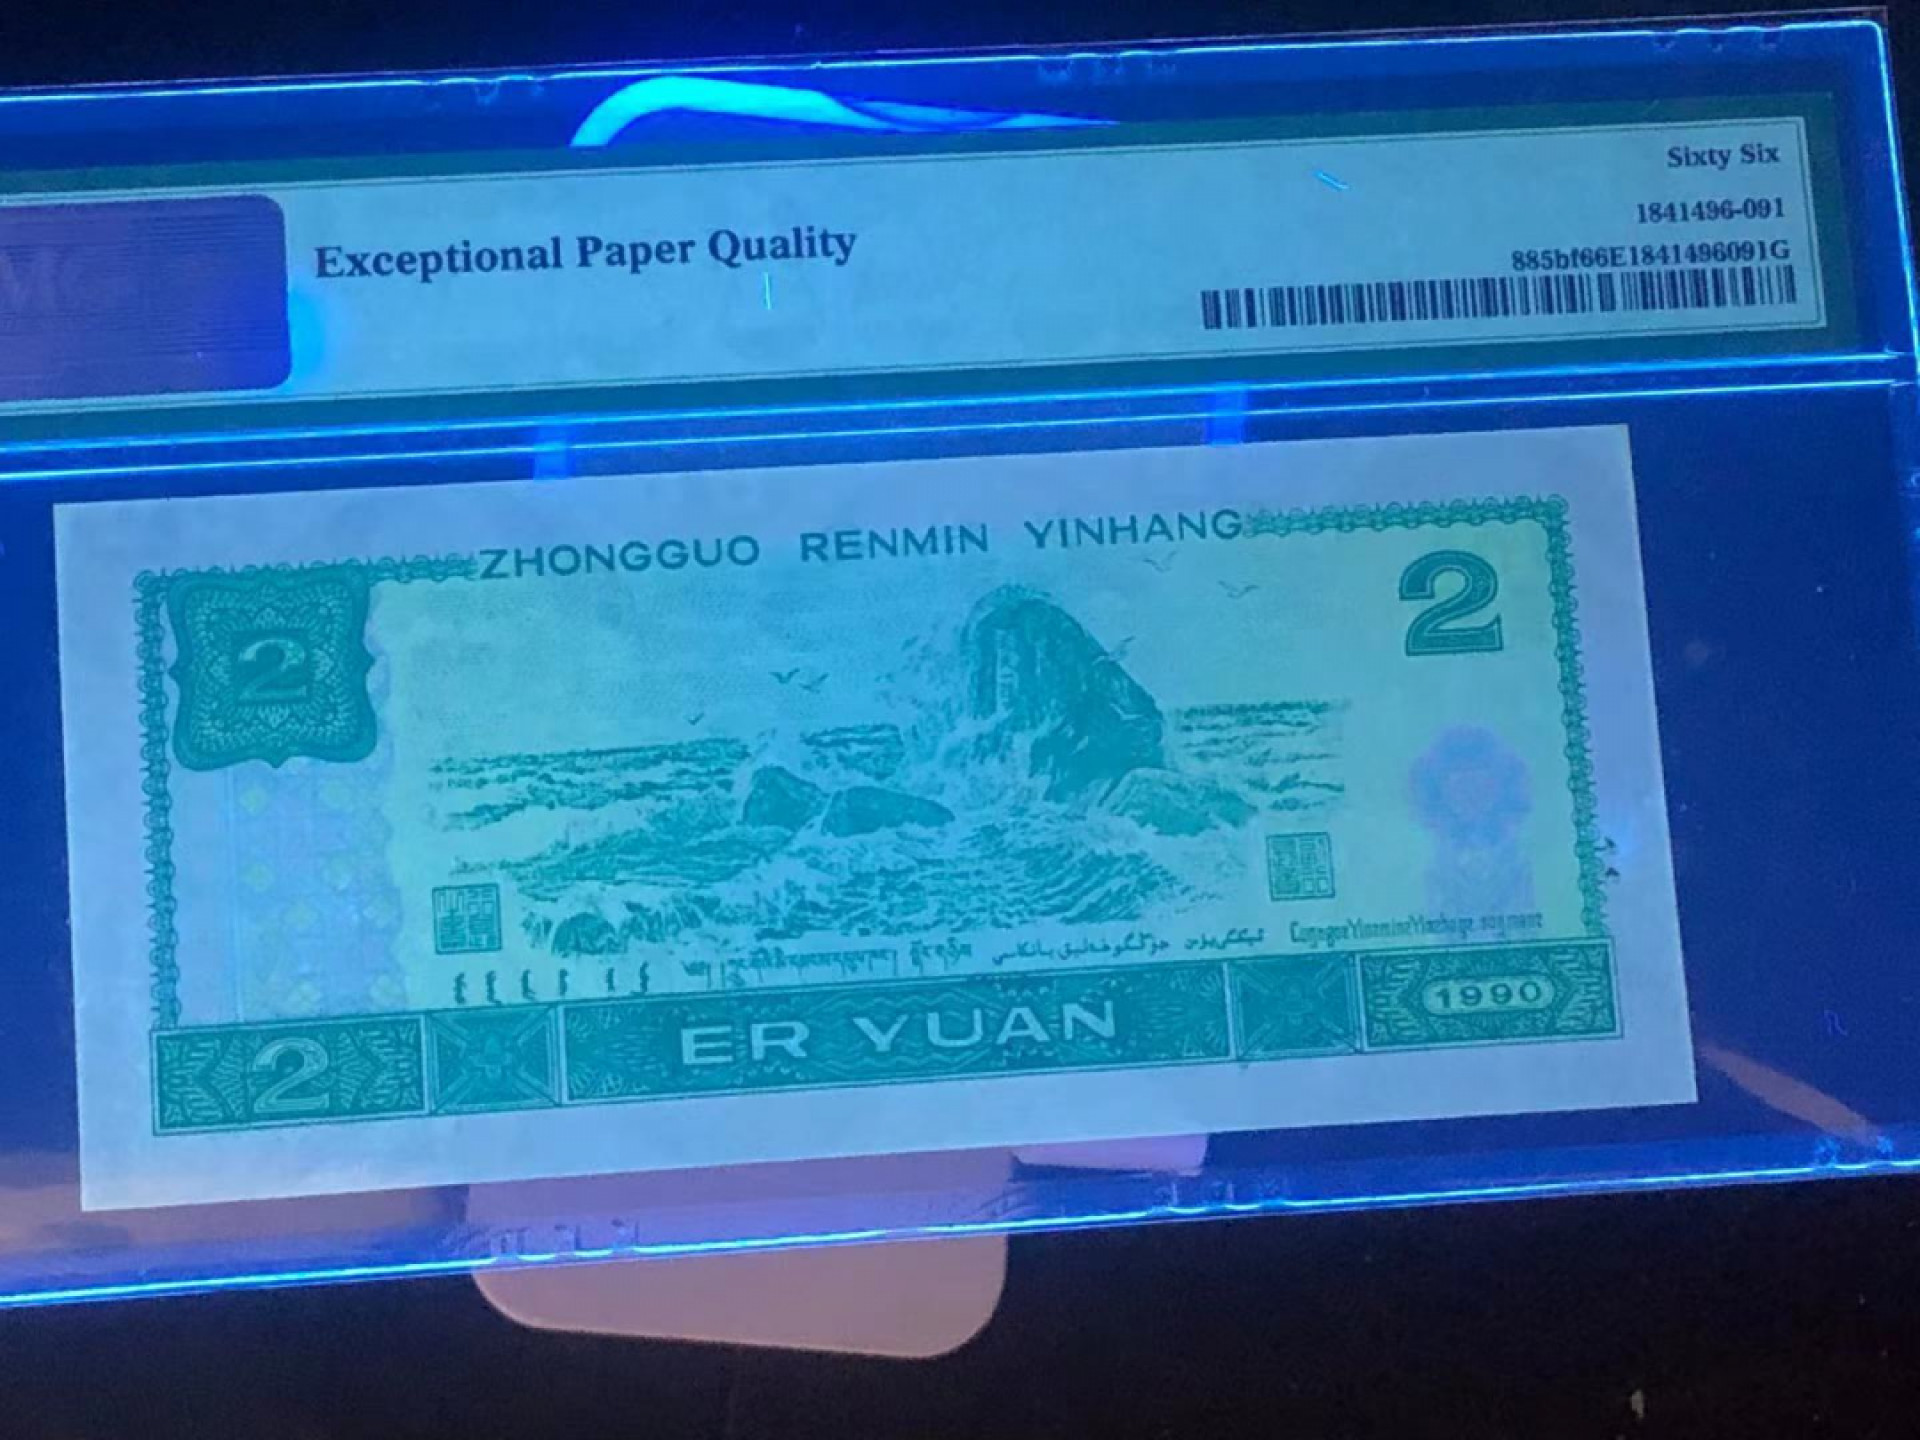 Sixty Six
1841496-091
Exceptional Paper Quality
885bf66E1841496091G
ZHONGGUO RENMIN YINHANG
2
2
2
ER YUAN
1990